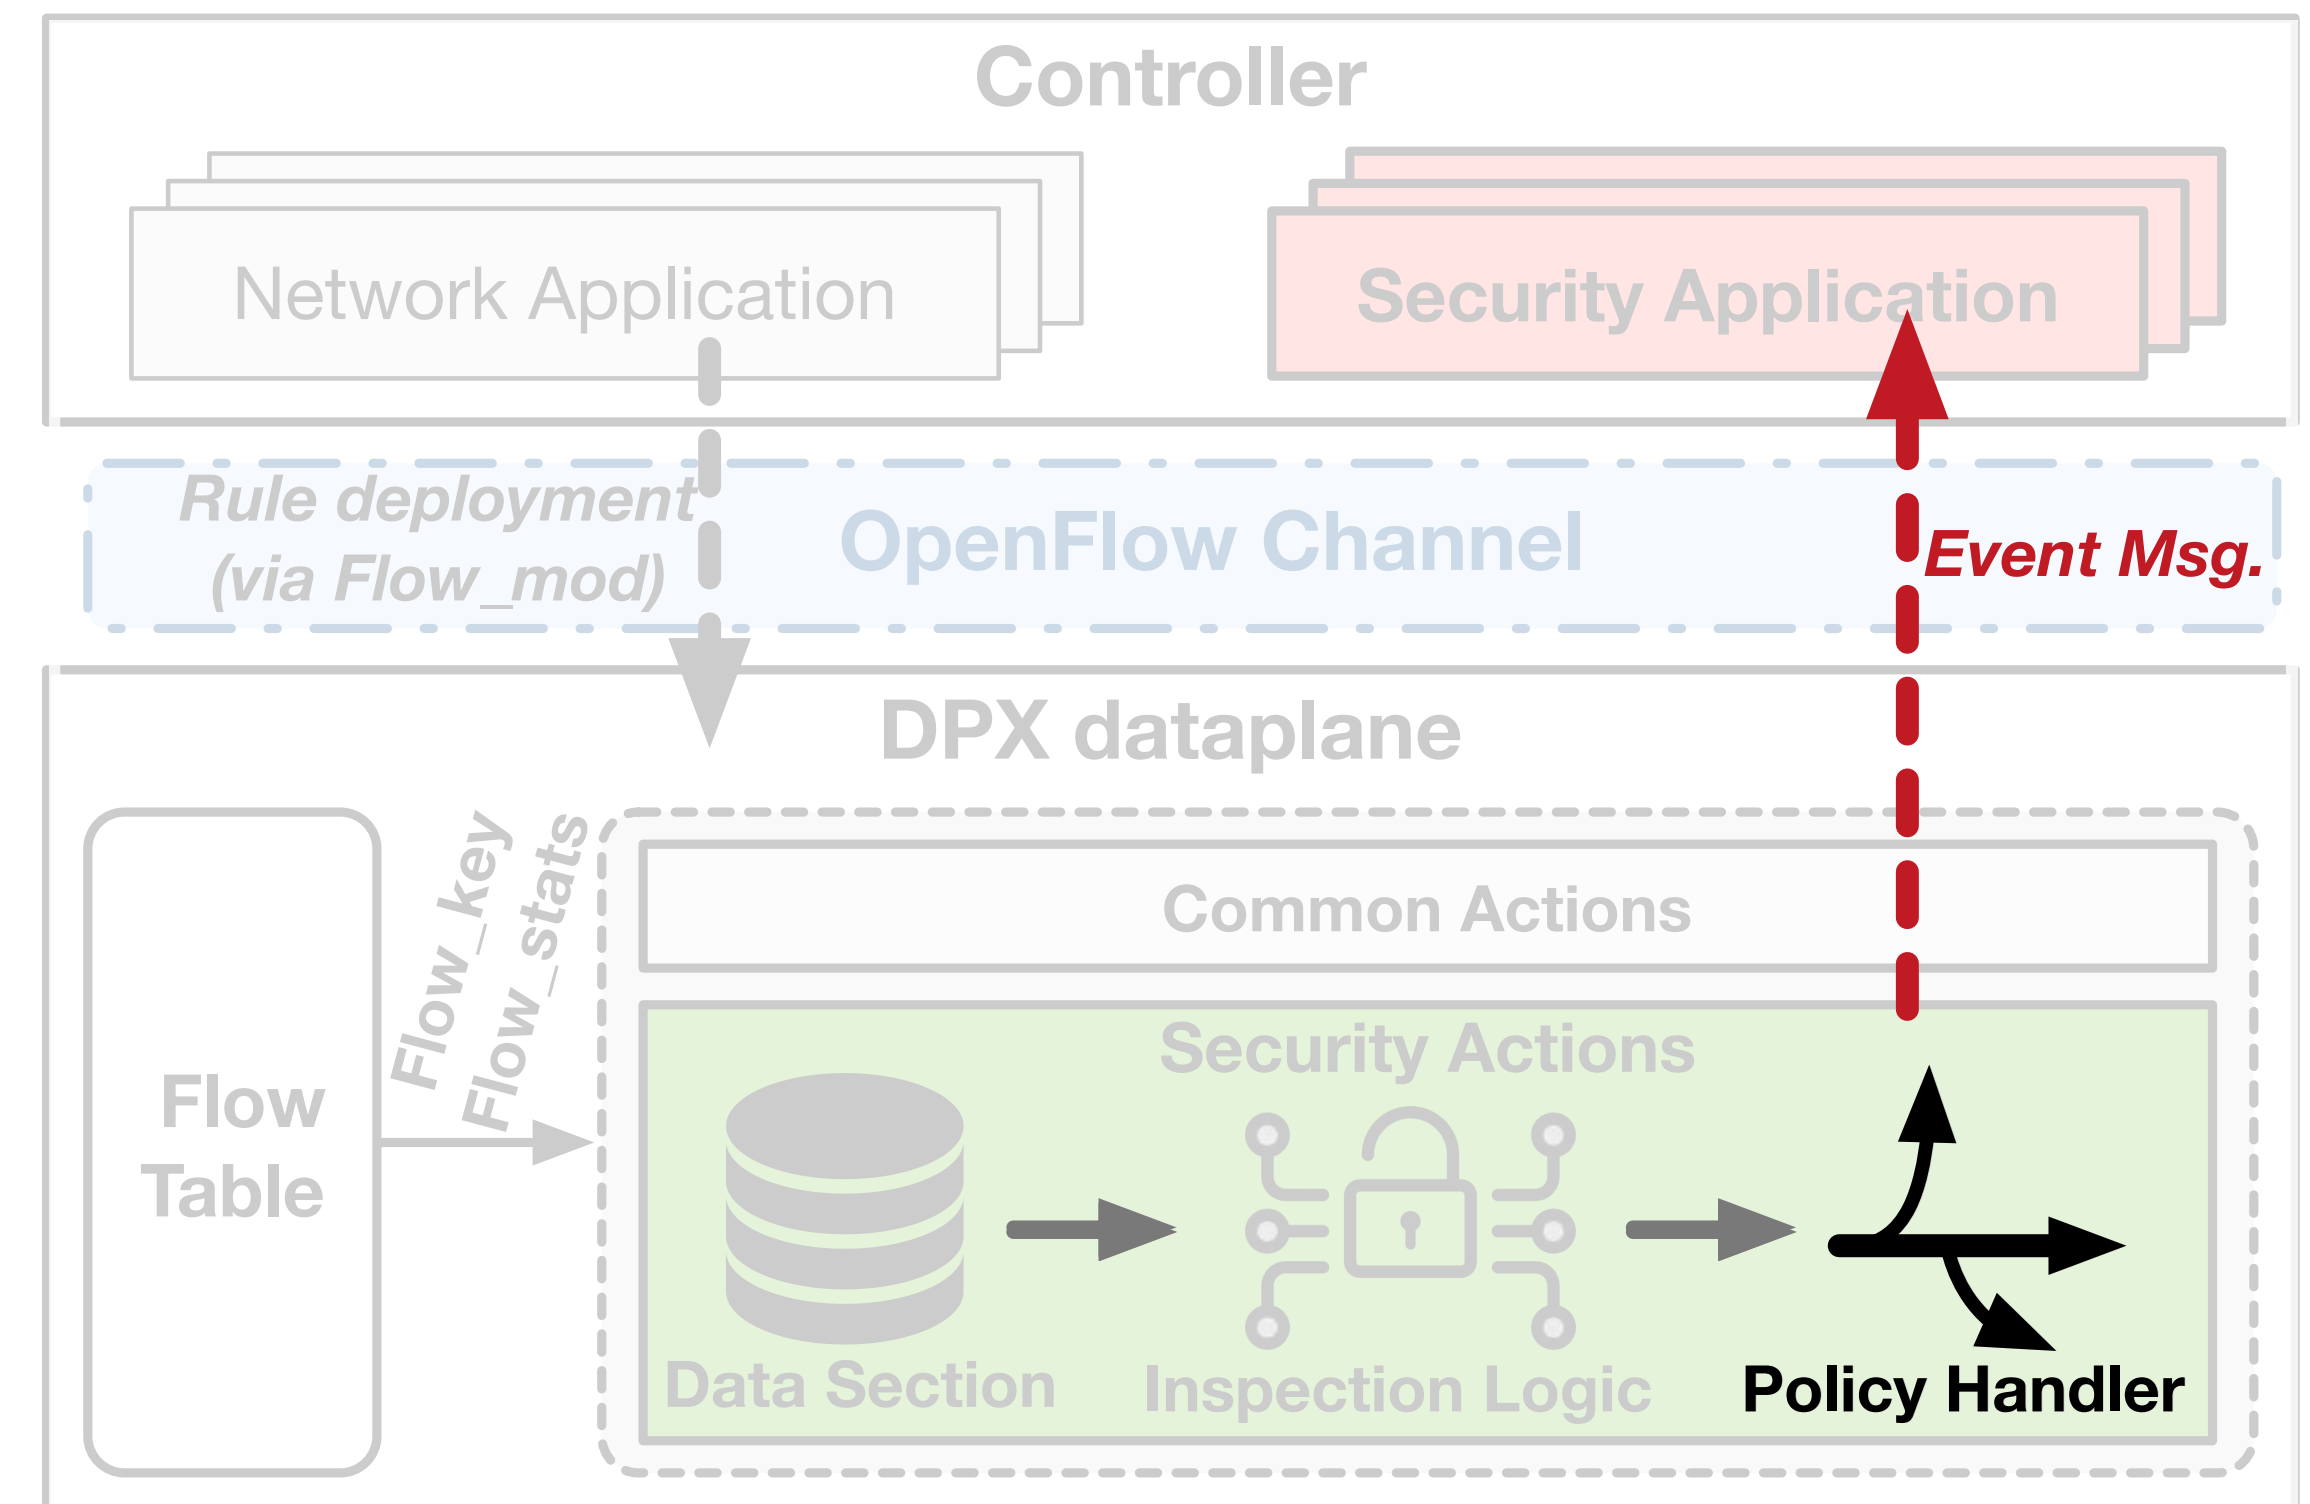 Controller
Network Application
Security Application
Rule deployment
(via Flow_mod)
OpenFlow Channel
Event Msg.
DPX dataplane
Flow_key
Flow_stats
Flow
Table
Common Actions
Security Actions
Data Section
Inspection Logic
Policy Handler